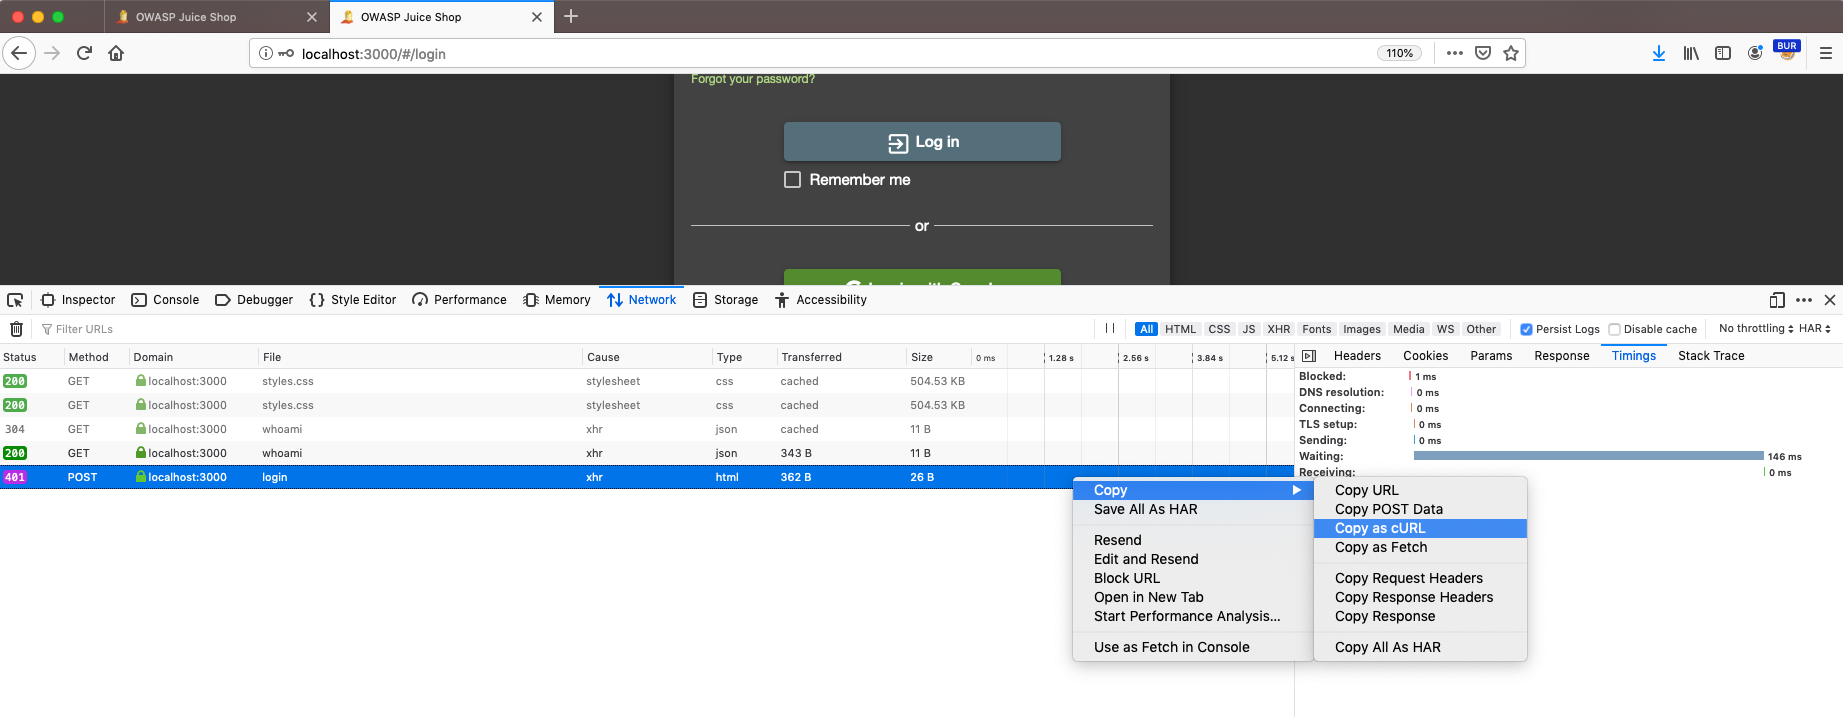 OWASP Juice Shop OWASP Juice Shop
localhost:3000/#/login 110% BUR
Forgot your password?
Log in
Remember me
or
Inspector Console Debugger Style Editor Performance Memory Network Storage Accessibility
Filter URLs All HTML CSS JS XHR Fonts Images Media WS Other Persist Logs Disable cache No throttling HAR
Status Method Domain File Cause Type Transferred Size 0 ms 1.28 s 2.56 s 3.84 s 5.12 s Headers Cookies Params Response Timings Stack Trace
200 GET localhost:3000 styles.css stylesheet css cached 504.53 KB
200 GET localhost:3000 styles.css stylesheet css cached 504.53 KB
304 GET localhost:3000 whoami xhr json cached 11 B
200 GET localhost:3000 whoami xhr json 343 B 11 B
401 POST localhost:3000 login xhr html 362 B 26 B
Blocked: 1 ms
DNS resolution: 0 ms
Connecting: 0 ms
TLS setup: 0 ms
Sending: 0 ms
Waiting: 146 ms
Receiving: 0 ms
Copy
Save All As HAR
Resend
Edit and Resend
Block URL
Open in New Tab
Start Performance Analysis...
Use as Fetch in Console
Copy URL
Copy POST Data
Copy as cURL
Copy as Fetch
Copy Request Headers
Copy Response Headers
Copy Response
Copy All As HAR